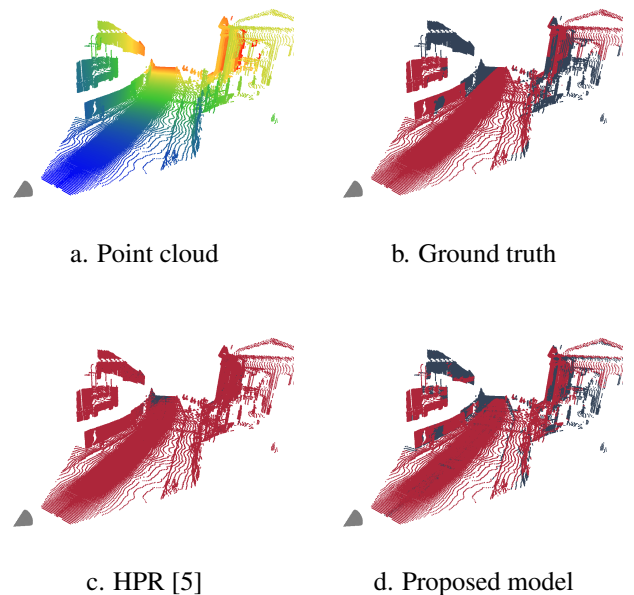 a. Point cloud
b. Ground truth
c. HPR [5]
d. Proposed model